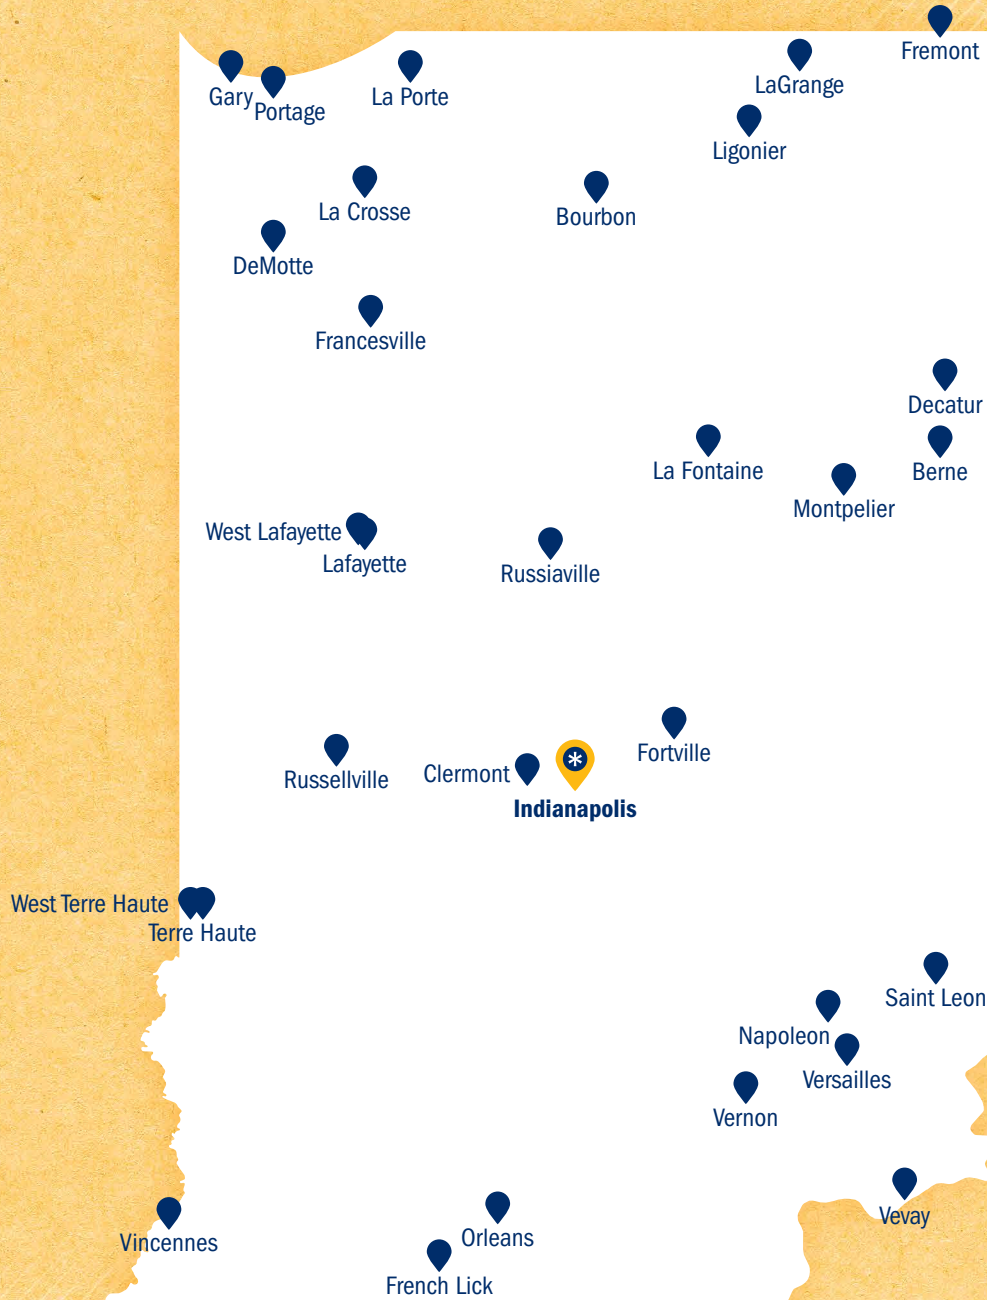 Fremont
LaGrange
Gary
La Porte
Portage
Ligonier
La Crosse
Bourbon
DeMotte
Francesville
Decatur
La Fontaine
Berne
Montpelier
West Lafayette
Lafayette
Russiaville
Fortville
Clermont
Russellville
*
Indianapolis
West Terre Haute
Terre Haute
Saint Leon
Napoleon
Versailles
Vernon
Vevay
Orleans
Vincennes
French Lick